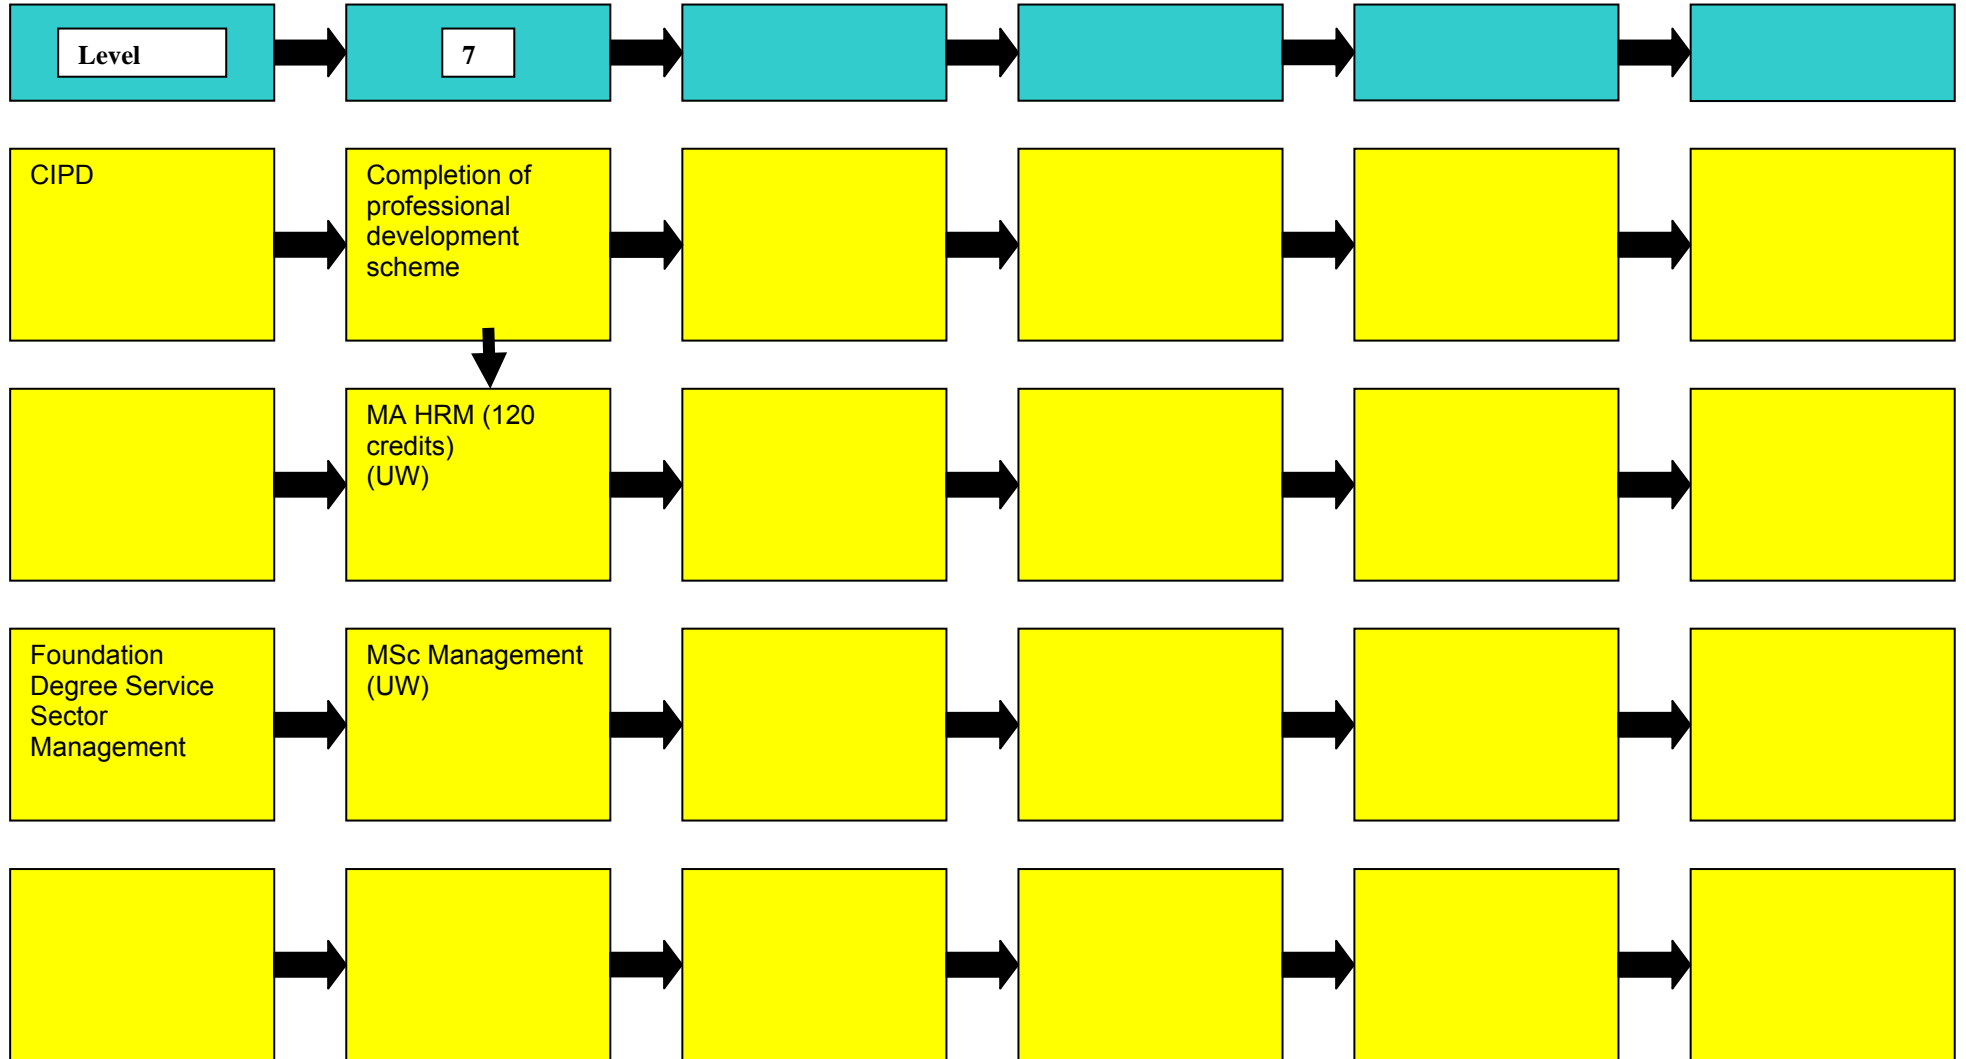 Level
7
CIPD
Completion of
professional
development
scheme
MA HRM (120
credits)
(UW)
Foundation
Degree Service
Sector
Management
MSc Management
(UW)